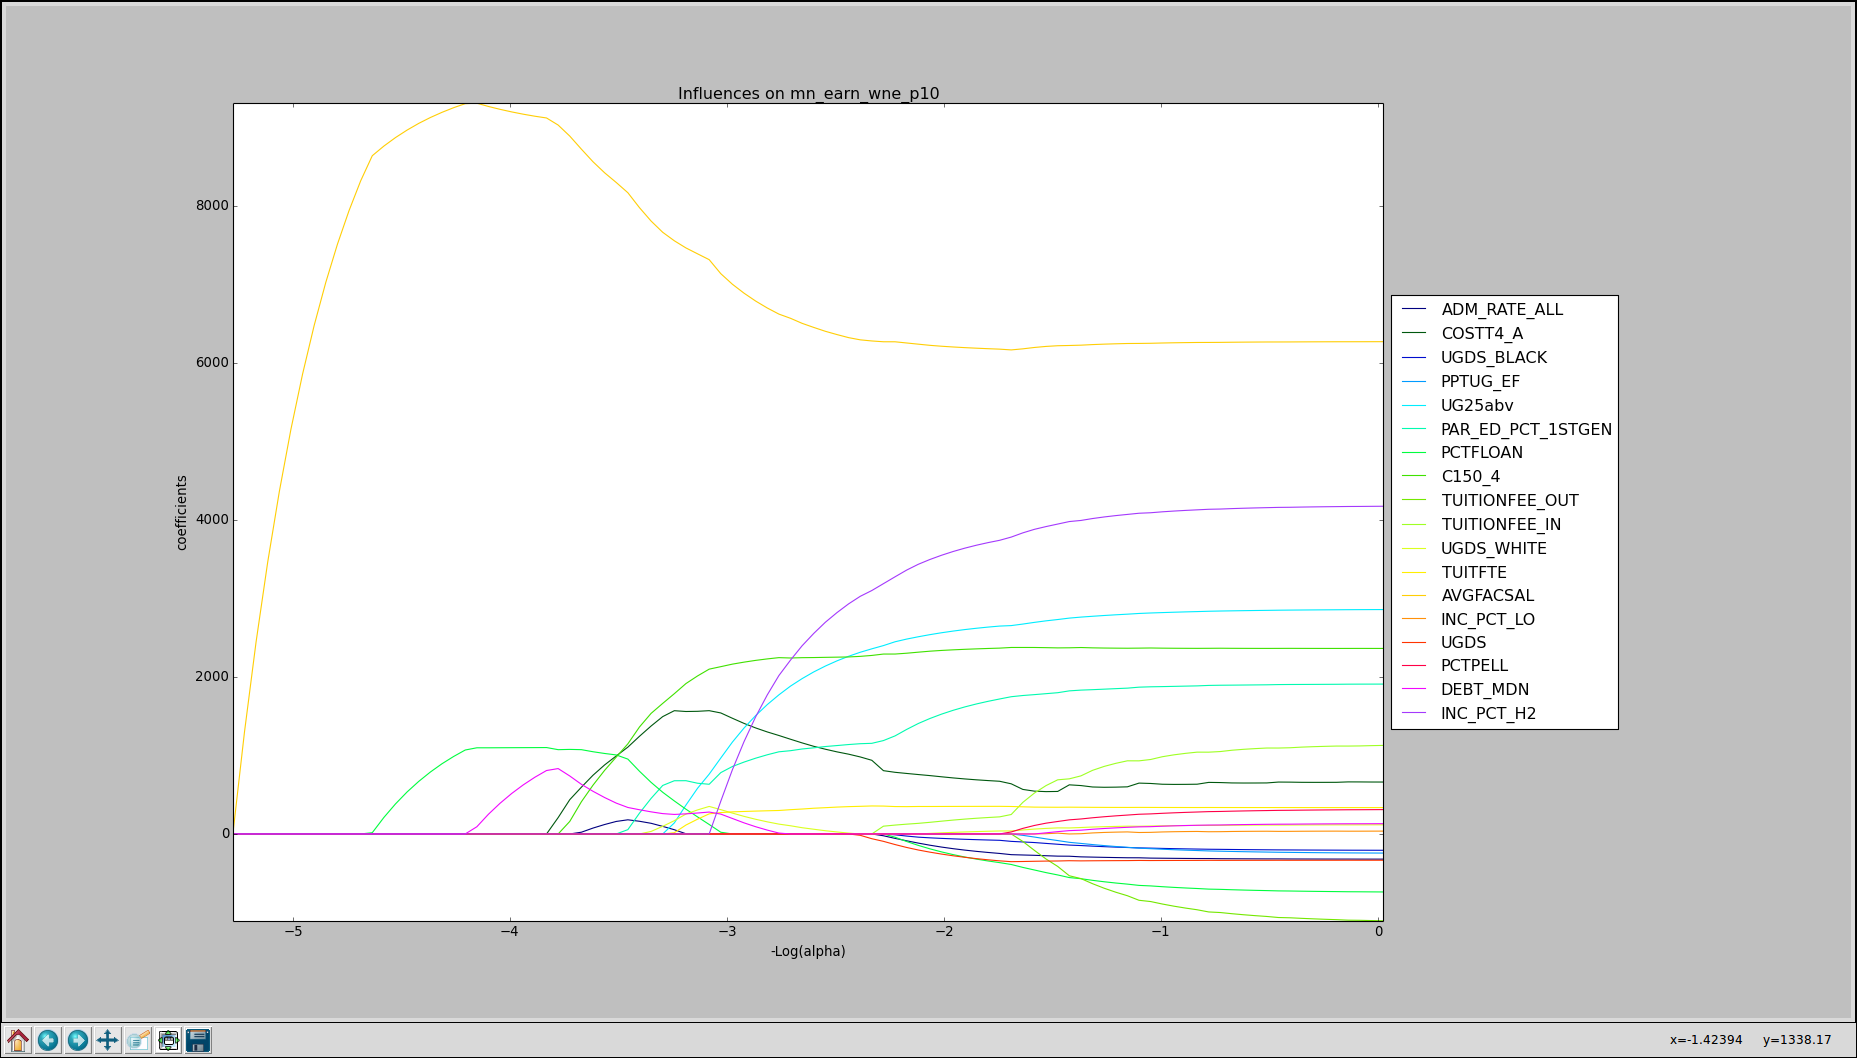 Influences on mn_earn_wne_p10
8000
6000
4000
2000
0
coefficients
−5
−4
−3
−2
−1
0
-Log(alpha)
ADM_RATE_ALL
COSTT4_A
UGDS_BLACK
PPTUG_EF
UG25abv
PAR_ED_PCT_1STGEN
PCTFLOAN
C150_4
TUITIONFEE_OUT
TUITIONFEE_IN
UGDS_WHITE
TUITFTE
AVGFACSAL
INC_PCT_LO
UGDS
PCTPELL
DEBT_MDN
INC_PCT_H2
x=-1.42394 y=1338.17